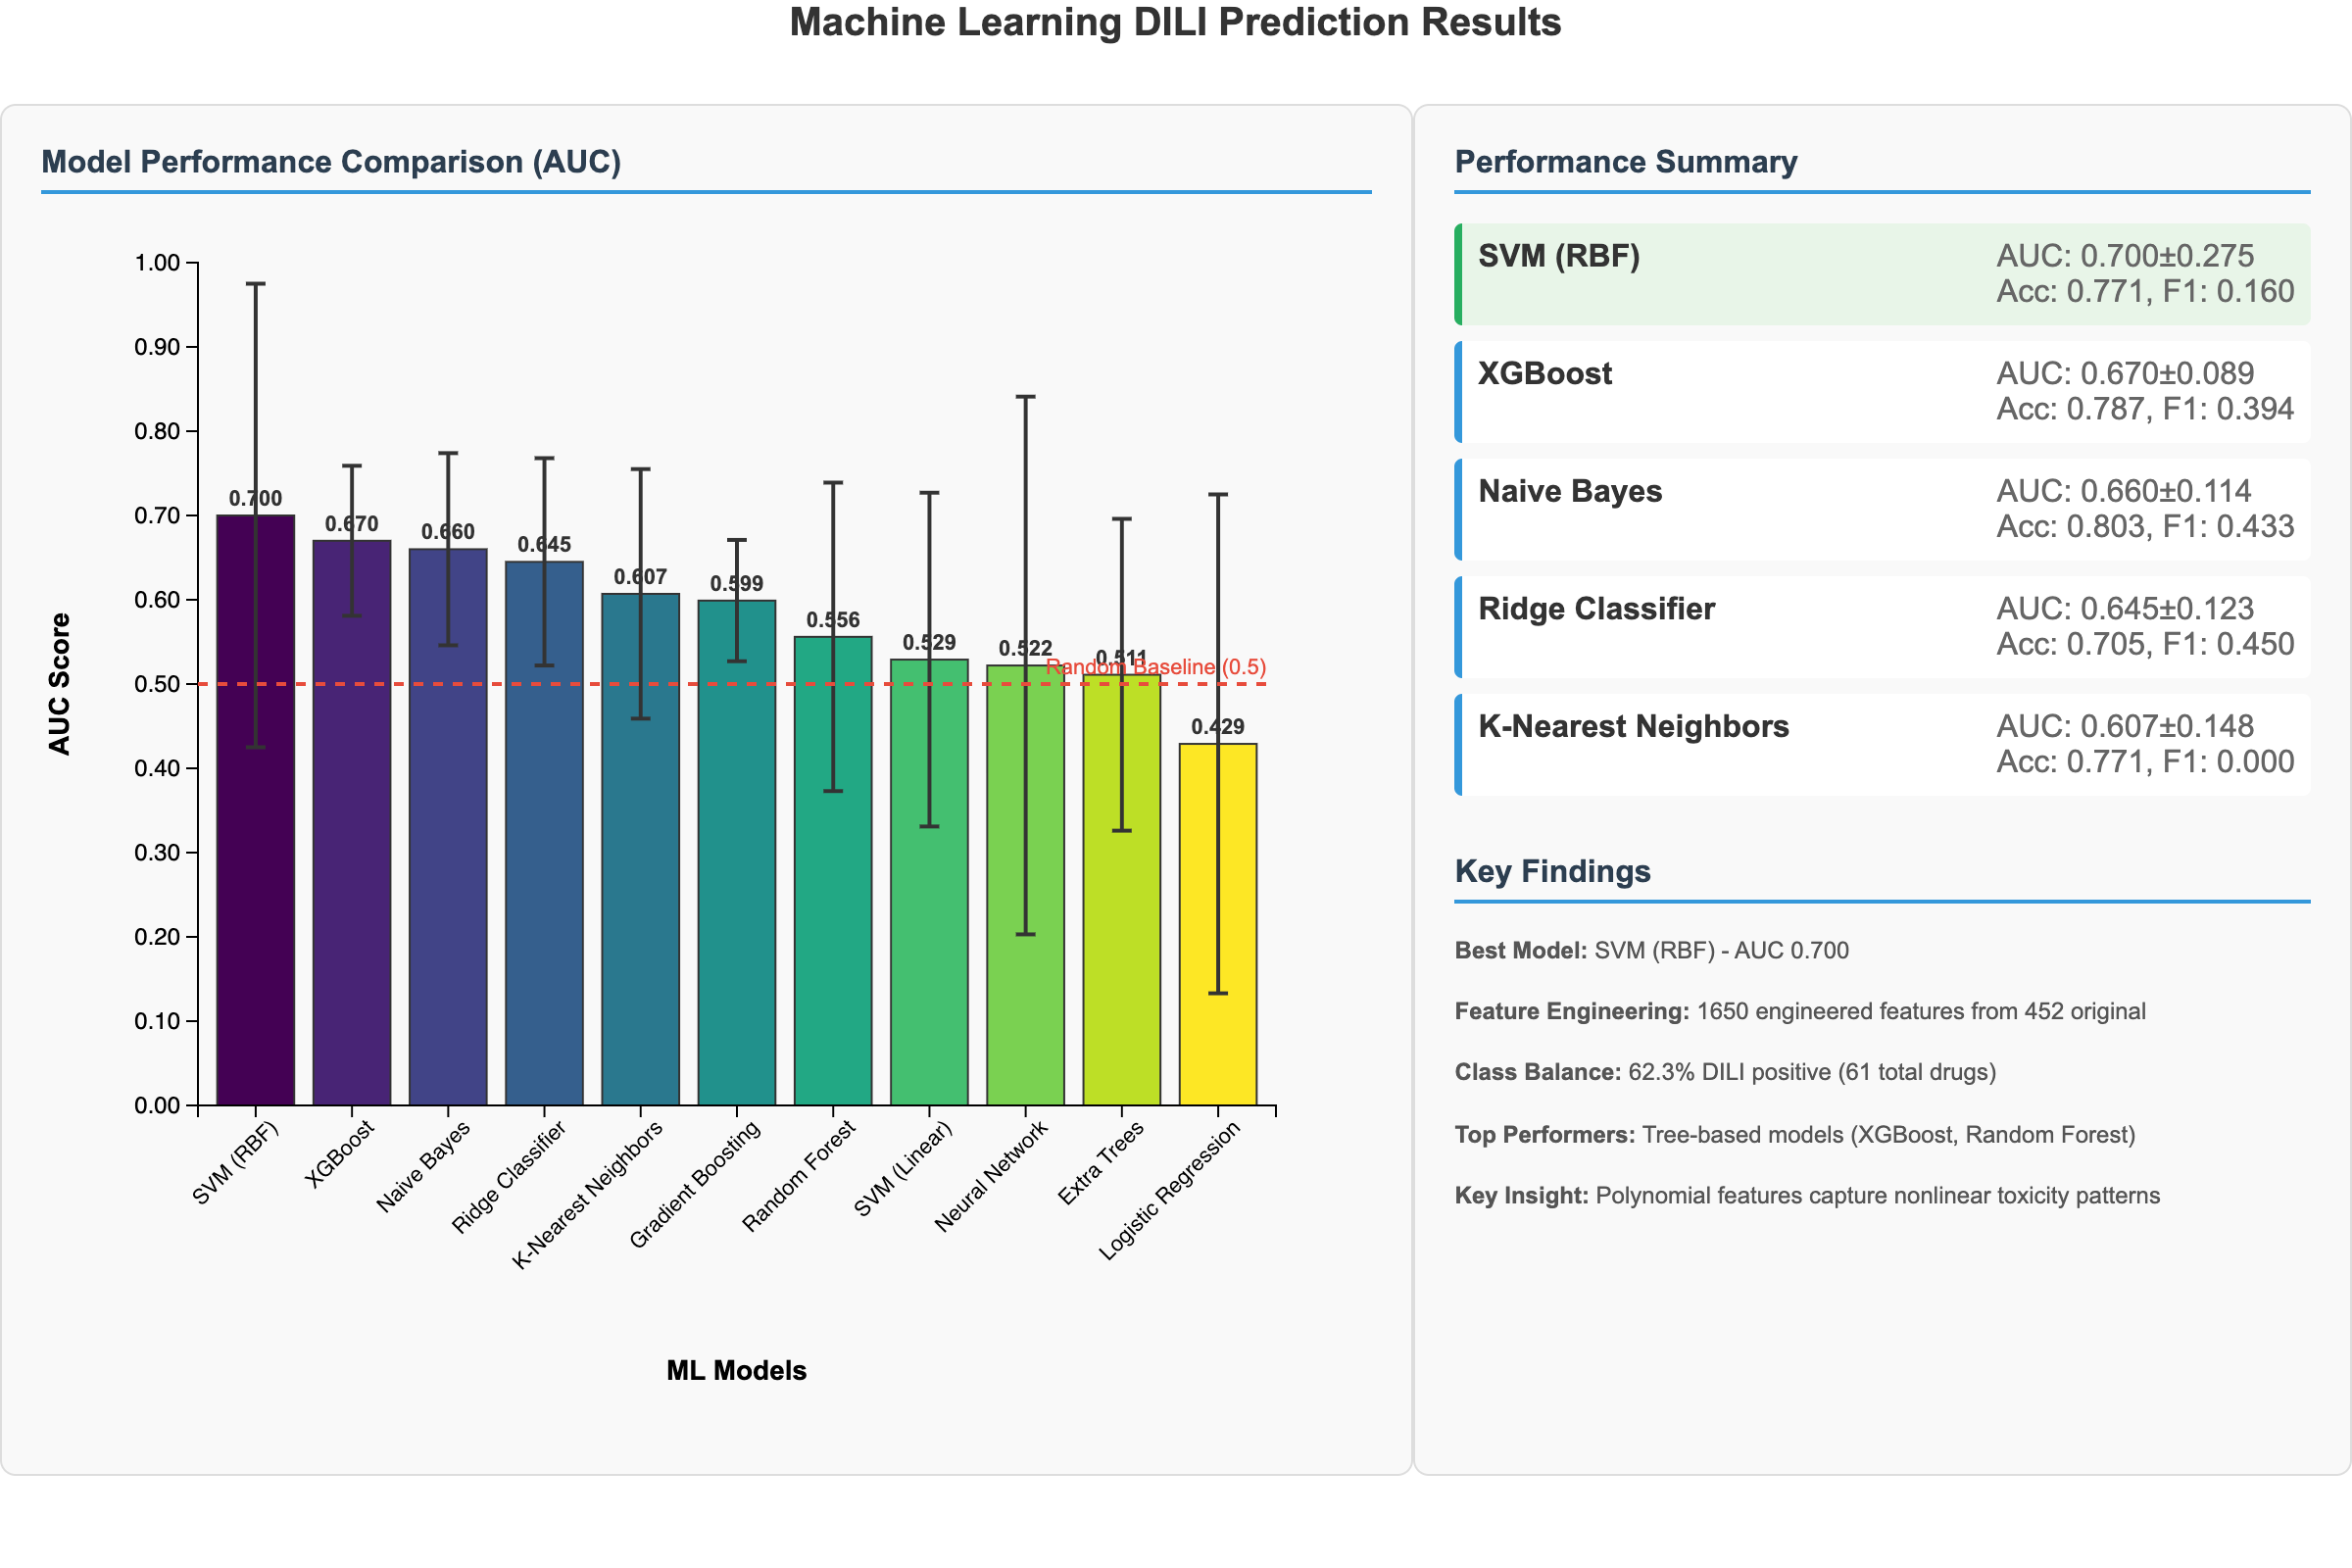 Machine Learning DILI Prediction Results
Model Performance Comparison (AUC)
1.00
0.90
0.80
0.70
0.60
0.50
0.40
0.30
0.20
0.10
0.00
AUC Score
0.700
0.670
0.660
0.645
0.607
0.599
0.556
0.529
0.522
0.511
0.429
Random Baseline (0.5)
SVM (RBF)
XGBoost
Naive Bayes
Ridge Classifier
K-Nearest Neighbors
Gradient Boosting
Random Forest
SVM (Linear)
Neural Network
Extra Trees
Logistic Regression
ML Models
Performance Summary
SVM (RBF)
AUC: 0.700±0.275
Acc: 0.771, F1: 0.160
XGBoost
AUC: 0.670±0.089
Acc: 0.787, F1: 0.394
Naive Bayes
AUC: 0.660±0.114
Acc: 0.803, F1: 0.433
Ridge Classifier
AUC: 0.645±0.123
Acc: 0.705, F1: 0.450
K-Nearest Neighbors
AUC: 0.607±0.148
Acc: 0.771, F1: 0.000
Key Findings
Best Model: SVM (RBF) - AUC 0.700
Feature Engineering: 1650 engineered features from 452 original
Class Balance: 62.3% DILI positive (61 total drugs)
Top Performers: Tree-based models (XGBoost, Random Forest)
Key Insight: Polynomial features capture nonlinear toxicity patterns